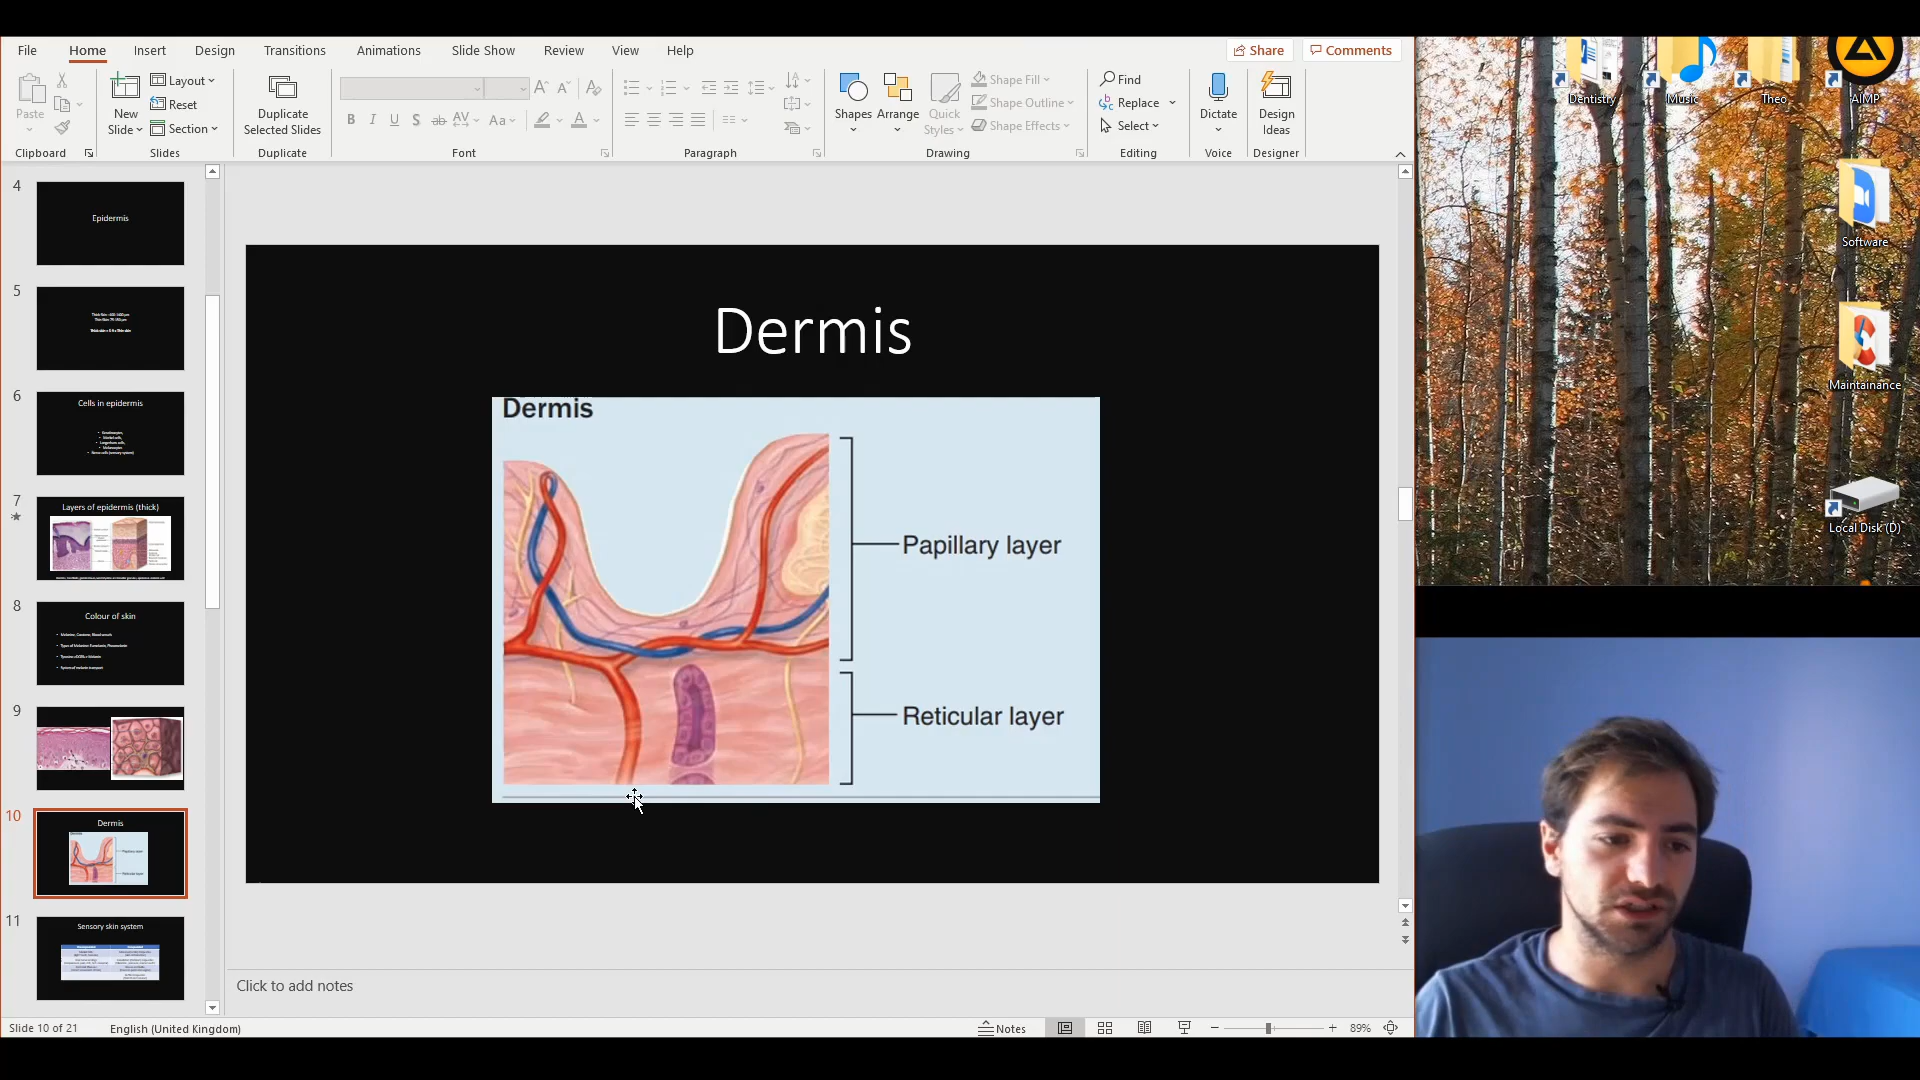 File Home Insert Design Transitions Animations Slide Show Review View Help Share Comments
Paste
New Slide
Layout
Reset
Section
Duplicate Selected Slides
Shapes
Arrange
Quick Styles
Shape Fill
Shape Outline
Shape Effects
Find
Replace
Select
Dictate
Design Ideas
Clipboard Slides Duplicate Font Paragraph Drawing Editing Voice Designer
4
Epidermis
5
6
Cells in epidermis
7
Layers of epidermis (thick)
8
Colour of skin
9
10
Dermis
11
Sensory skin system
Dermis
Dermis
Papillary layer
Reticular layer
Click to add notes
Slide 10 of 21 English (United Kingdom) Notes 89%
Dentistry
Music
Theo
AIMP
Software
Maintainance
Local Disk (D)